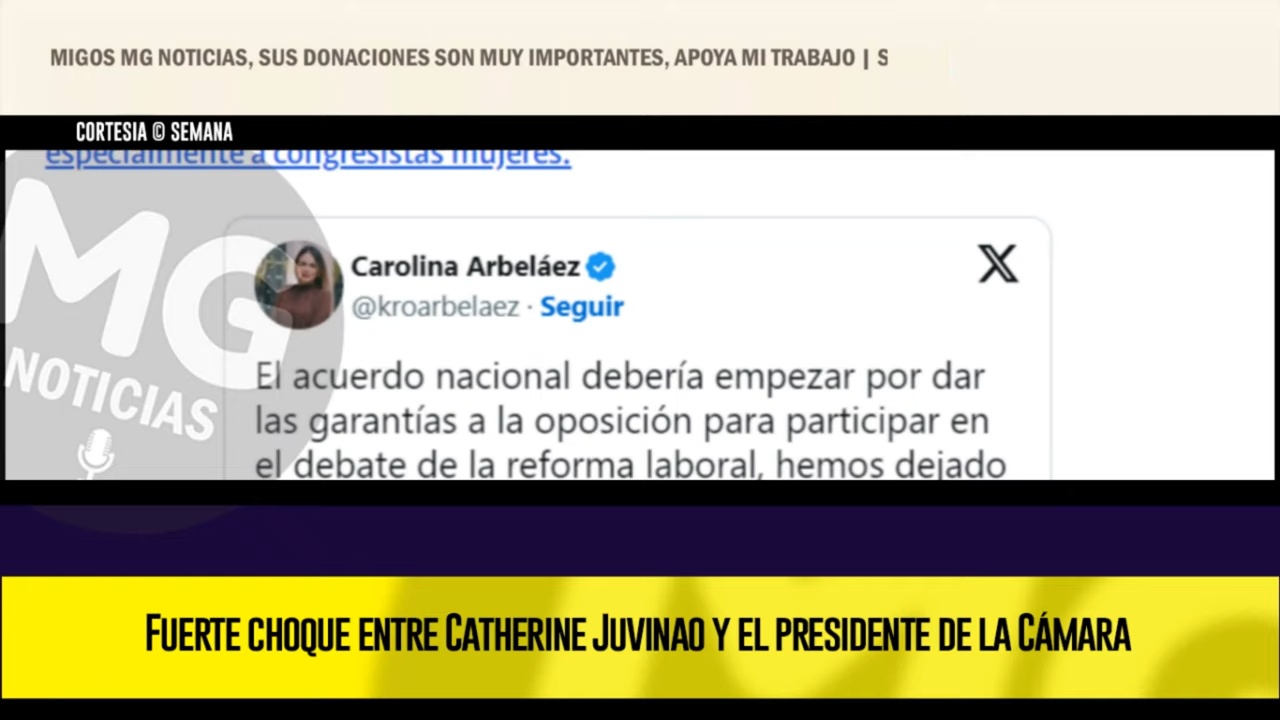 MIGOS MG NOTICIAS, SUS DONACIONES SON MUY IMPORTANTES, APOYA MI TRABAJO | S
CORTESIA © SEMANA
especialmente a congresistas mujeres.
MG
NOTICIAS
Carolina Arbeláez
@kroarbelaez · Seguir
El acuerdo nacional debería empezar por dar
las garantías a la oposición para participar en
el debate de la reforma laboral, hemos dejado
FUERTE CHOQUE ENTRE CATHERINE JUVINAO Y EL PRESIDENTE DE LA CÁMARA